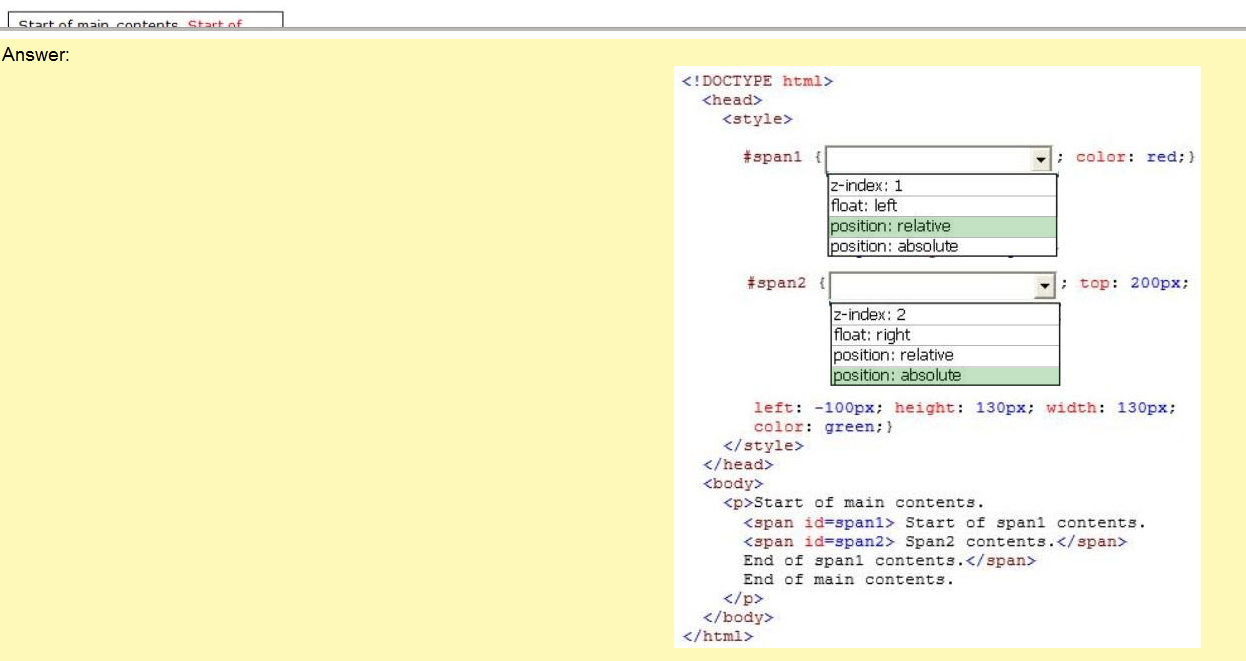 Start of main contents. Start of
Answer:
<!DOCTYPE html>
<head>
<style>
#span1 { ; color: red;}
z-index: 1
float: left
position: relative
position: absolute
#span2 { ; top: 200px;
z-index: 2
float: right
position: relative
position: absolute
left: -100px; height: 130px; width: 130px;
color: green;}
</style>
</head>
<body>
<p>Start of main contents.
<span id=span1> Start of span1 contents.
<span id=span2> Span2 contents.</span>
End of span1 contents.</span>
End of main contents.
</p>
</body>
</html>